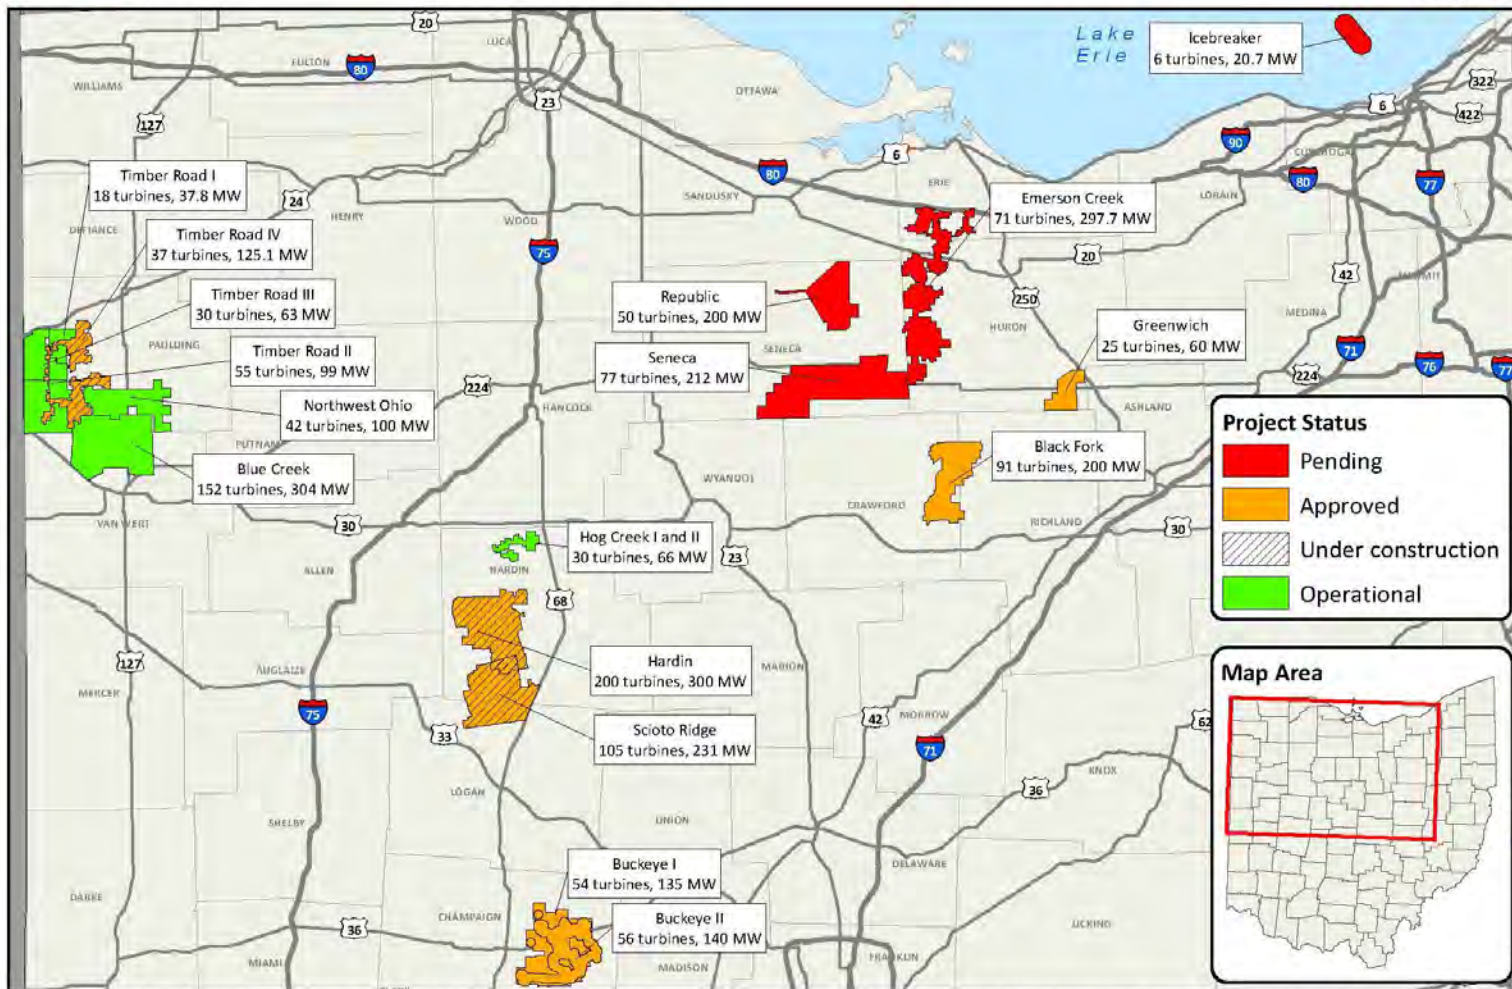 20
LUCA
FULTON
80
WILLIAMS
23
127
OTTAWA
Lake
Erie
Icebreaker
6 turbines, 20.7 MW
322
6
422
6
90
80
80
77
SANDUSKY
ERIE
LORAIN
Timber Road I
18 turbines, 37.8 MW
24
HENRY
WOOD
DEFIANCE
Timber Road IV
37 turbines, 125.1 MW
75
Emerson Creek
71 turbines, 297.7 MW
20
42
Timber Road III
30 turbines, 63 MW
Republic
50 turbines, 200 MW
250
HURON
MEDINA
Greenwich
25 turbines, 60 MW
PAULDING
Timber Road II
55 turbines, 99 MW
SENECA
Seneca
77 turbines, 212 MW
71
76
77
224
224
Northwest Ohio
42 turbines, 100 MW
HANCOCK
ASHLAND
PUTNAM
Blue Creek
152 turbines, 304 MW
Black Fork
91 turbines, 200 MW
WYANDOT
CRAWFORD
RICHLAND
VAN WERT
30
30
Hog Creek I and II
30 turbines, 66 MW
23
ALLEN
HARDIN
68
127
AUGLAIZE
MERCER
Hardin
200 turbines, 300 MW
MARION
75
33
Scioto Ridge
105 turbines, 231 MW
42
MORROW
71
62
KNOX
36
LOGAN
SHELBY
UNION
DELAWARE
Buckeye I
54 turbines, 135 MW
DARKE
CHAMPAIGN
36
Buckeye II
56 turbines, 140 MW
LICKING
MIAMI
MADISON
FRANKLIN
Project Status
Pending
Approved
Under construction
Operational
Map Area